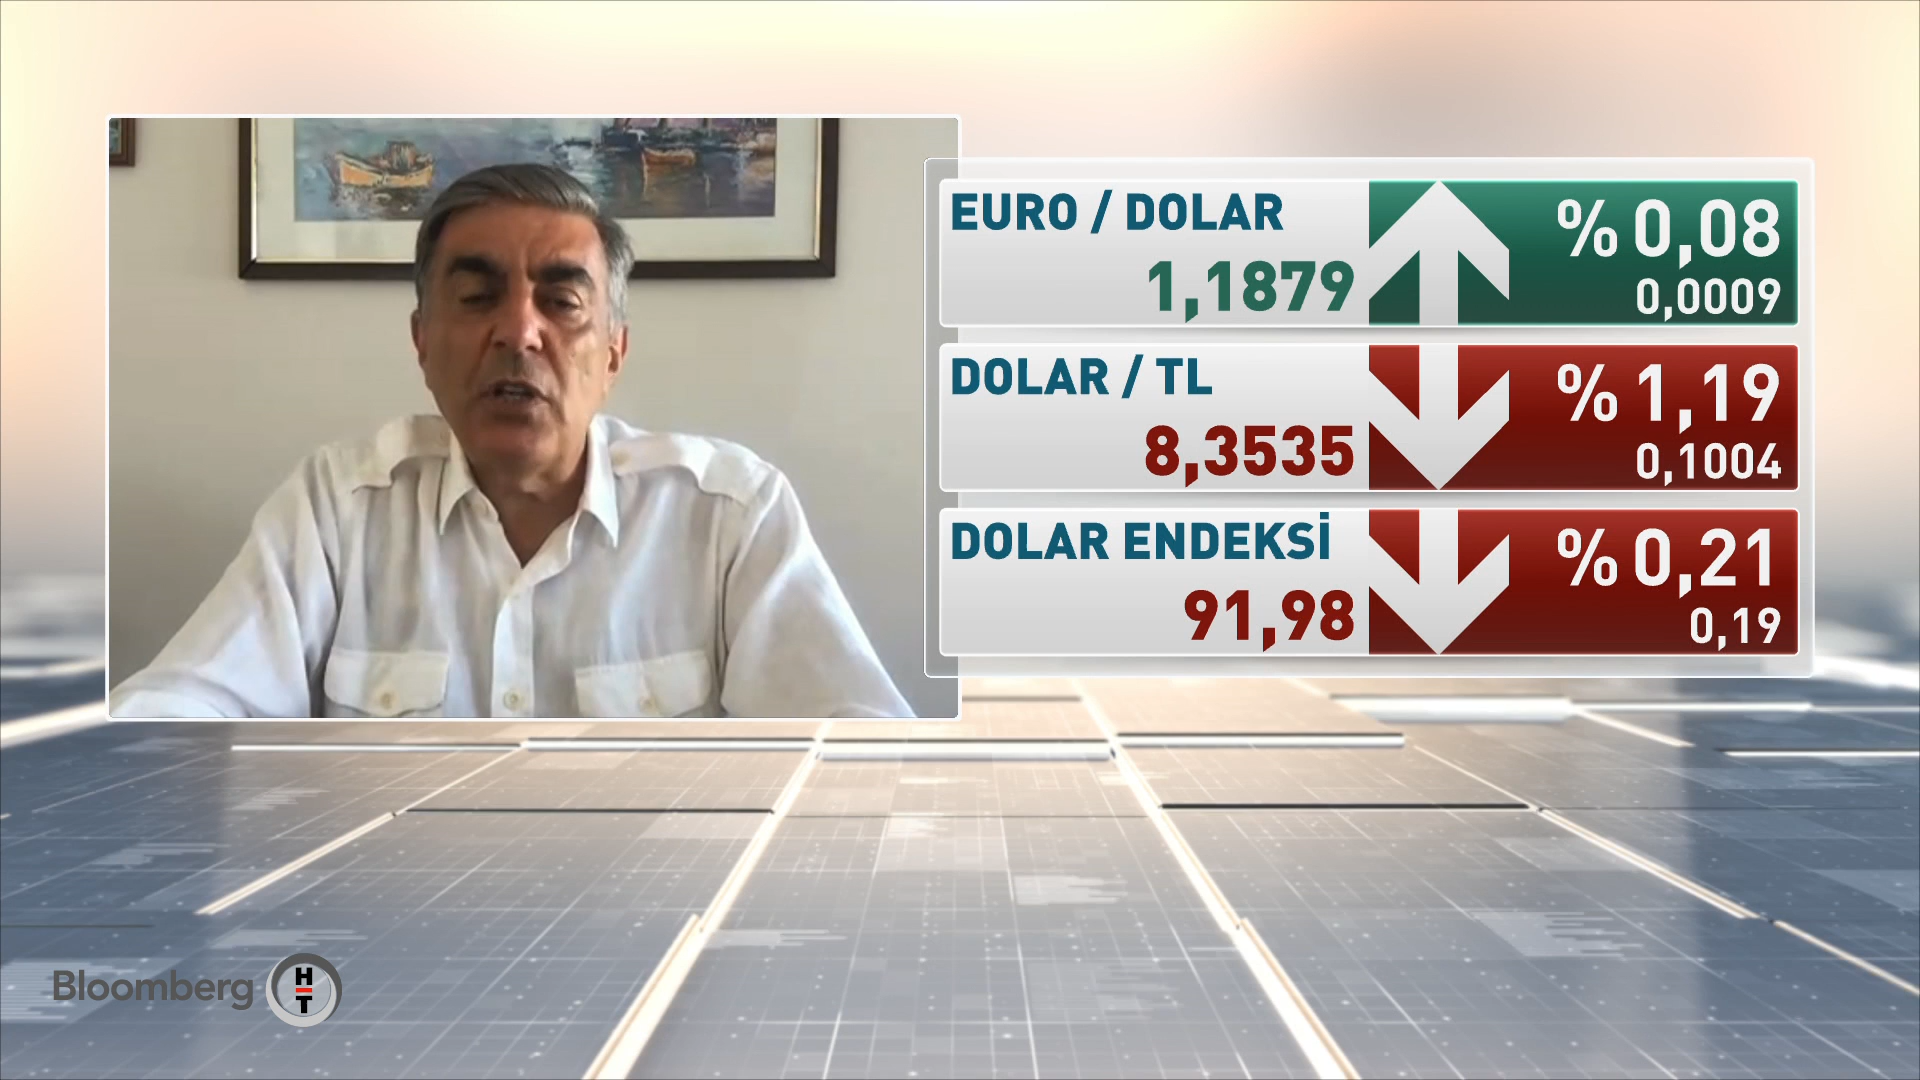 EURO / DOLAR
1,1879
% 0,08
0,0009
DOLAR / TL
8,3535
% 1,19
0,1004
DOLAR ENDEKSİ
91,98
% 0,21
0,19
Bloomberg HT